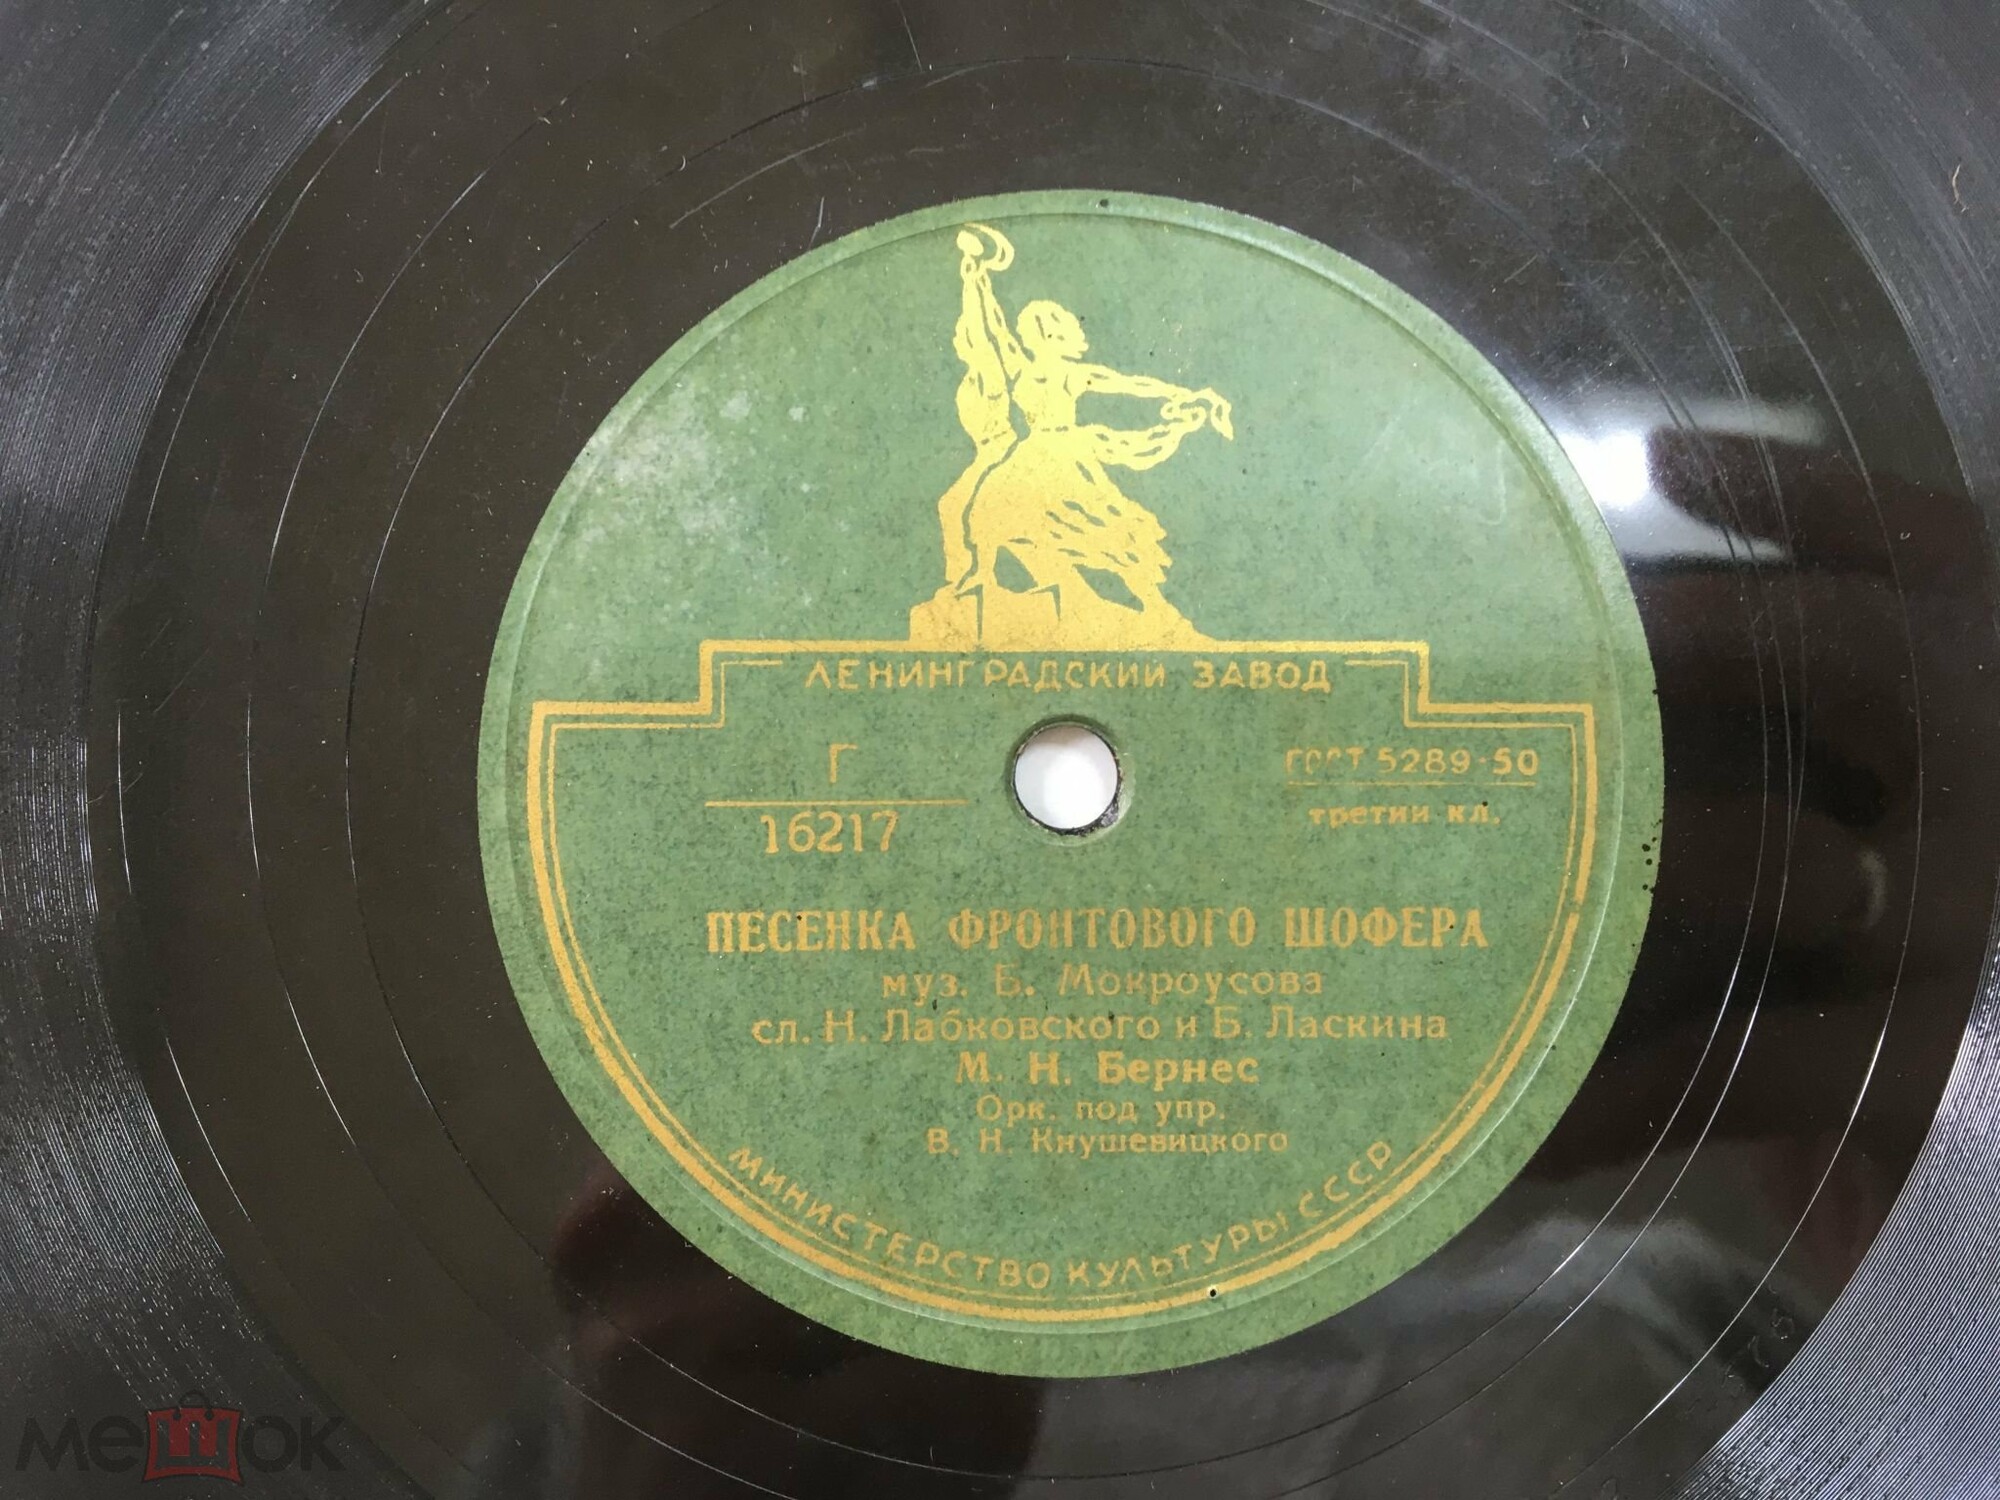 ЛЕНИНГРАДСКИЙ ЗАВОД
Г
16217
ГОСТ 5289-50
третий кл.
ПЕСЕНКА ФРОНТОВОГО ШОФЕРА
муз. Б. Мокроусова
сл. Н. Лабковского и Б. Ласкина
М. Н. Бернес
Орк. под упр.
В. Н. Кнушевицкого
МИНИСТЕРСТВО КУЛЬТУРЫ СССР
мешок